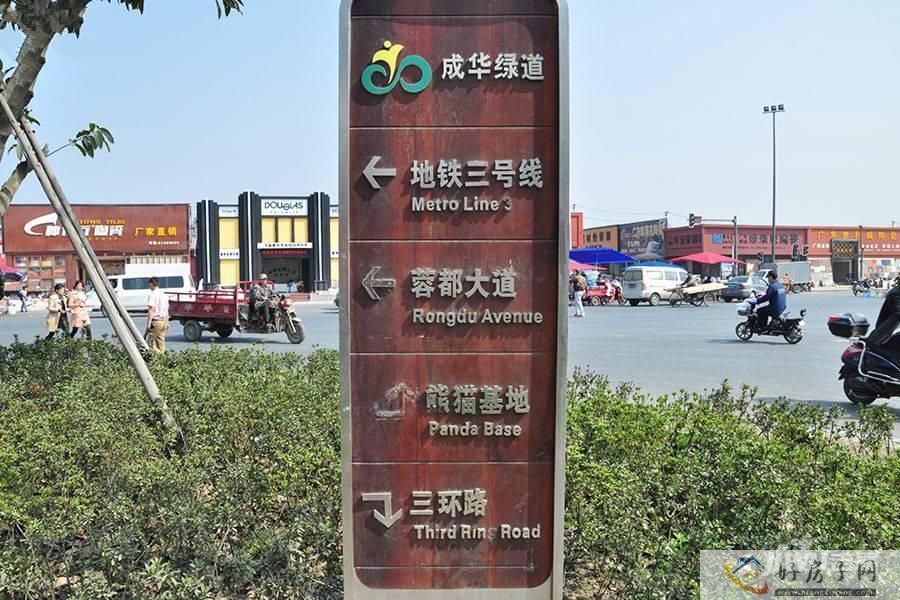 成华绿道
地铁三号线
Metro Line 3
蓉都大道
Rongdu Avenue
熊猫基地
Panda Base
三环路
Third Ring Road
TOWN TILES
厂家直销
DOUGLAS
好房子网